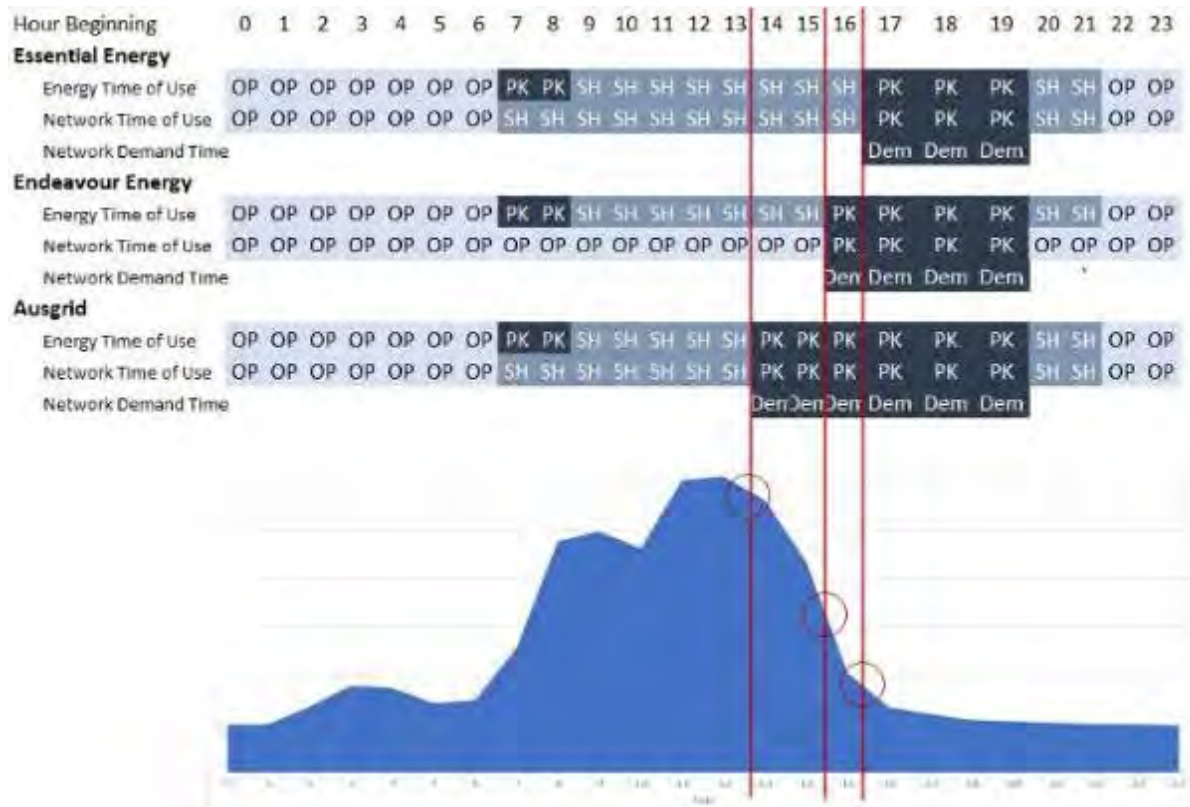 Hour Beginning 0 1 2 3 4 5 6 7 8 9 10 11 12 13 14 15 16 17 18 19 20 21 22 23
Essential Energy
Energy Time of Use OP OP OP OP OP OP OP PK PK SH SH SH SH SH SH SH SH PK PK PK SH SH OP OP
Network Time of Use OP OP OP OP OP OP OP SH SH SH SH SH SH SH SH SH SH PK PK PK SH SH OP OP
Network Demand Time Dem Dem Dem
Endeavour Energy
Energy Time of Use OP OP OP OP OP OP OP PK PK SH SH SH SH SH SH SH PK PK PK PK SH SH OP OP
Network Time of Use OP OP OP OP OP OP OP OP OP OP OP OP OP OP OP OP PK PK PK PK OP OP OP OP
Network Demand Time Dem Dem Dem Dem
Ausgrid
Energy Time of Use OP OP OP OP OP OP OP PK PK SH SH SH SH SH PK PK PK PK PK PK SH SH OP OP
Network Time of Use OP OP OP OP OP OP OP SH SH SH SH SH SH SH PK PK PK PK PK PK SH SH OP OP
Network Demand Time Dem Dem Dem Dem Dem Dem